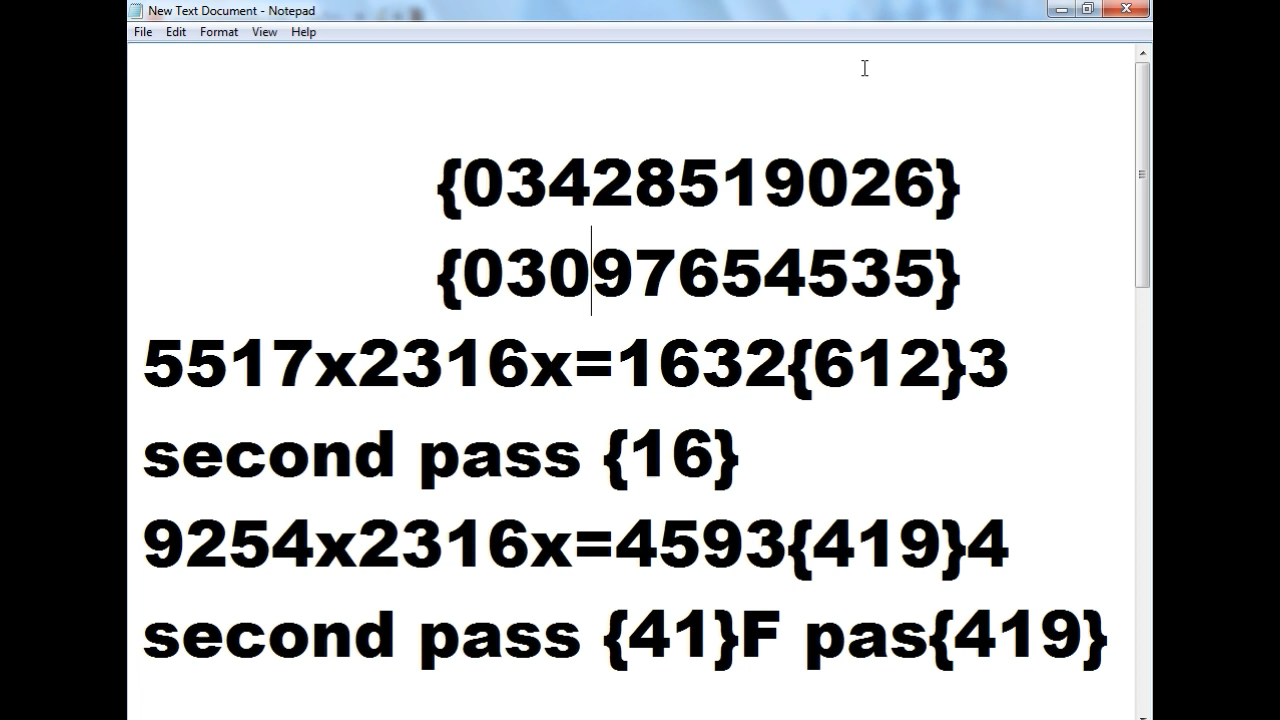 New Text Document - Notepad
File Edit Format View Help
{03428519026}
{03097654535}
5517x2316x=1632{612}3
second pass {16}
9254x2316x=4593{419}4
second pass {41}F pas{419}